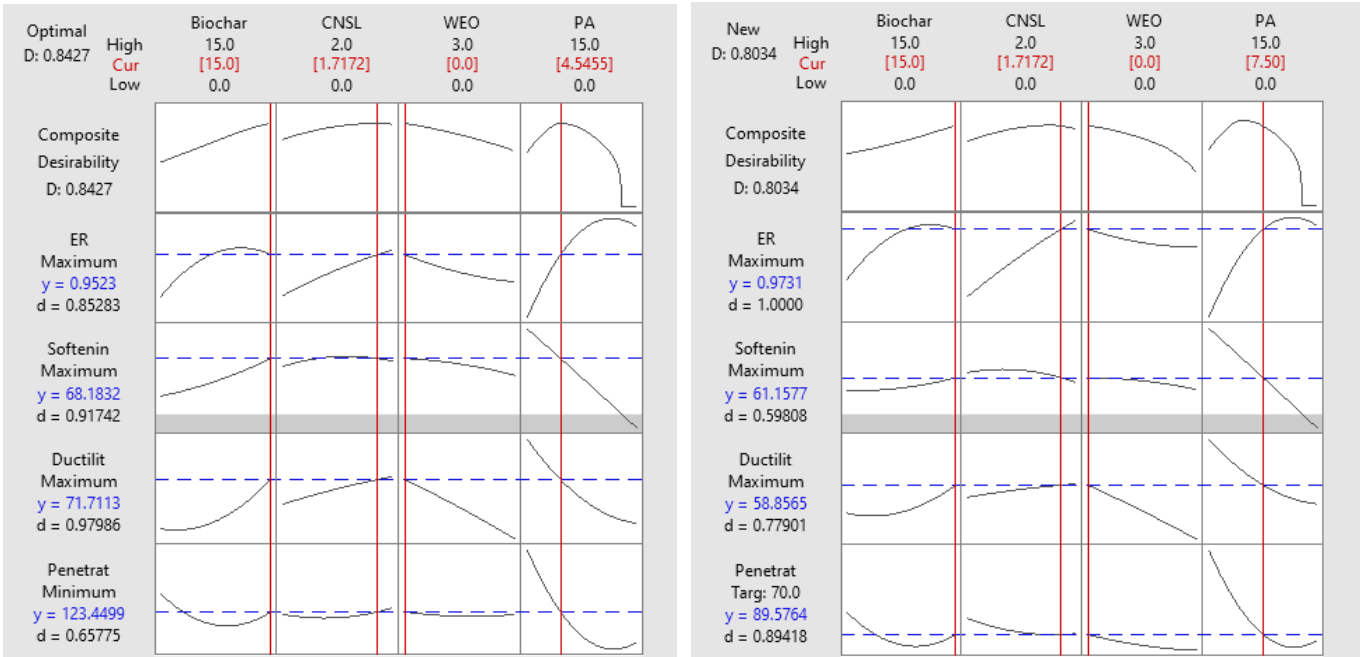 Optimal
D: 0.8427
High
Cur
Low
Biochar
15.0
[15.0]
0.0
CNSL
2.0
[1.7172]
0.0
WEO
3.0
[0.0]
0.0
PA
15.0
[4.5455]
0.0
Composite
Desirability
D: 0.8427
ER
Maximum
y = 0.9523
d = 0.85283
Softenin
Maximum
y = 68.1832
d = 0.91742
Ductilit
Maximum
y = 71.7113
d = 0.97986
Penetrat
Minimum
y = 123.4499
d = 0.65775
New
D: 0.8034
High
Cur
Low
Biochar
15.0
[15.0]
0.0
CNSL
2.0
[1.7172]
0.0
WEO
3.0
[0.0]
0.0
PA
15.0
[7.50]
0.0
Composite
Desirability
D: 0.8034
ER
Maximum
y = 0.9731
d = 1.0000
Softenin
Maximum
y = 61.1577
d = 0.59808
Ductilit
Maximum
y = 58.8565
d = 0.77901
Penetrat
Targ: 70.0
y = 89.5764
d = 0.89418